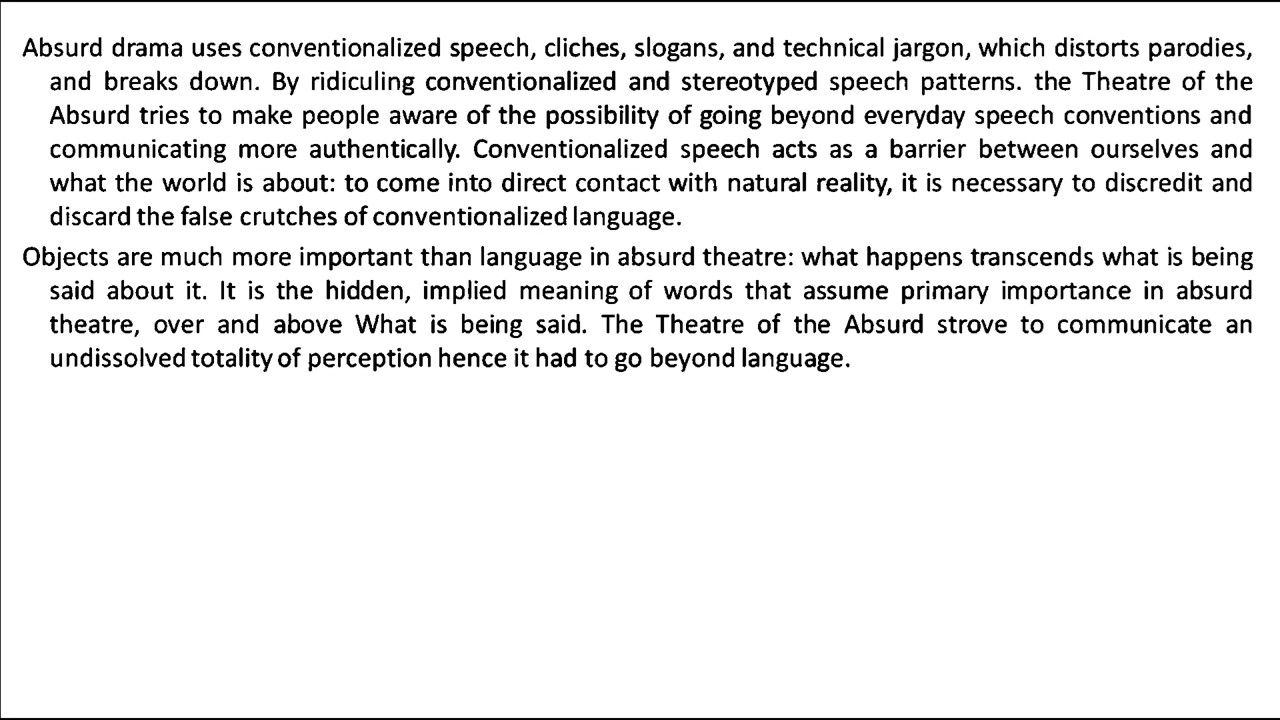 Absurd drama uses conventionalized speech, cliches, slogans, and technical jargon, which distorts parodies,
and breaks down. By ridiculing conventionalized and stereotyped speech patterns. the Theatre of the
Absurd tries to make people aware of the possibility of going beyond everyday speech conventions and
communicating more authentically. Conventionalized speech acts as a barrier between ourselves and
what the world is about: to come into direct contact with natural reality, it is necessary to discredit and
discard the false crutches of conventionalized language.
Objects are much more important than language in absurd theatre: what happens transcends what is being
said about it. It is the hidden, implied meaning of words that assume primary importance in absurd
theatre, over and above What is being said. The Theatre of the Absurd strove to communicate an
undissolved totality of perception hence it had to go beyond language.